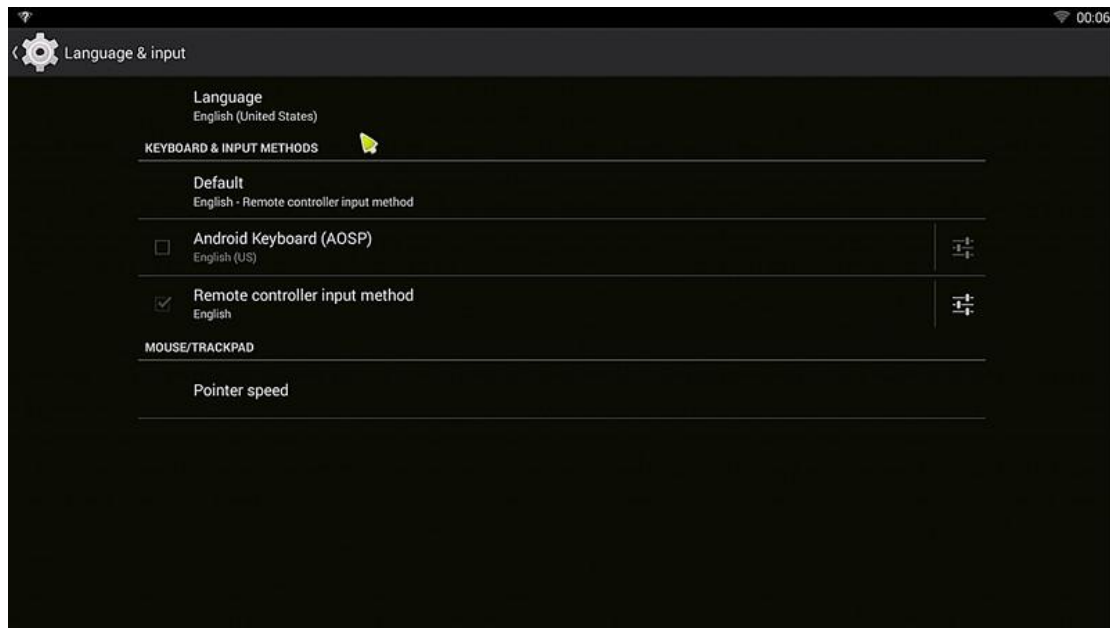 00:06
Language & input
Language
English (United States)
KEYBOARD & INPUT METHODS
Default
English - Remote controller input method
Android Keyboard (AOSP)
English (US)
Remote controller input method
English
MOUSE/TRACKPAD
Pointer speed